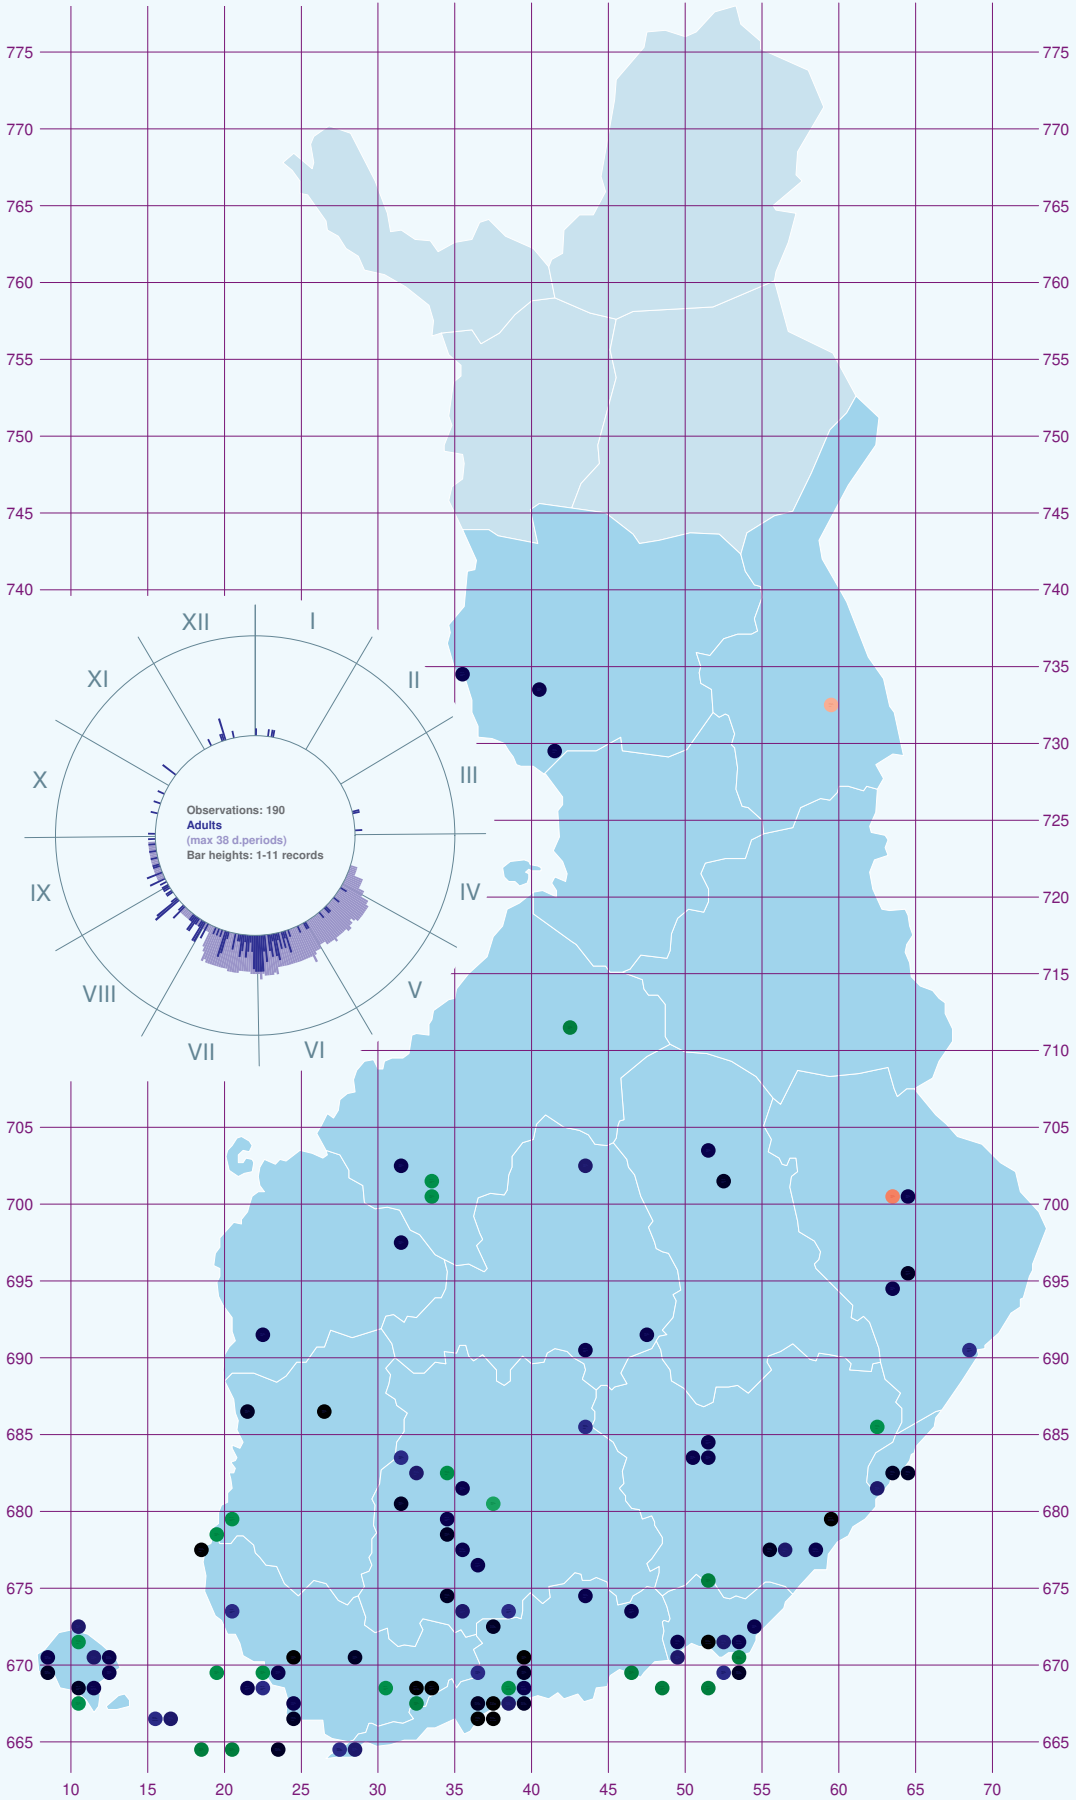 775 775
770 770
765 765
760 760
755 755
750 750
745 745
740 740
XII I
735
XI II
730
X III
Observations: 190
Adults
(max 38 d.periods)
Bar heights: 1-11 records
725
IX IV
720
715
VIII V
VII VI
710
705 705
700 700
695 695
690 690
685 685
680 680
675 675
670 670
665 665
10 15 20 25 30 35 40 45 50 55 60 65 70